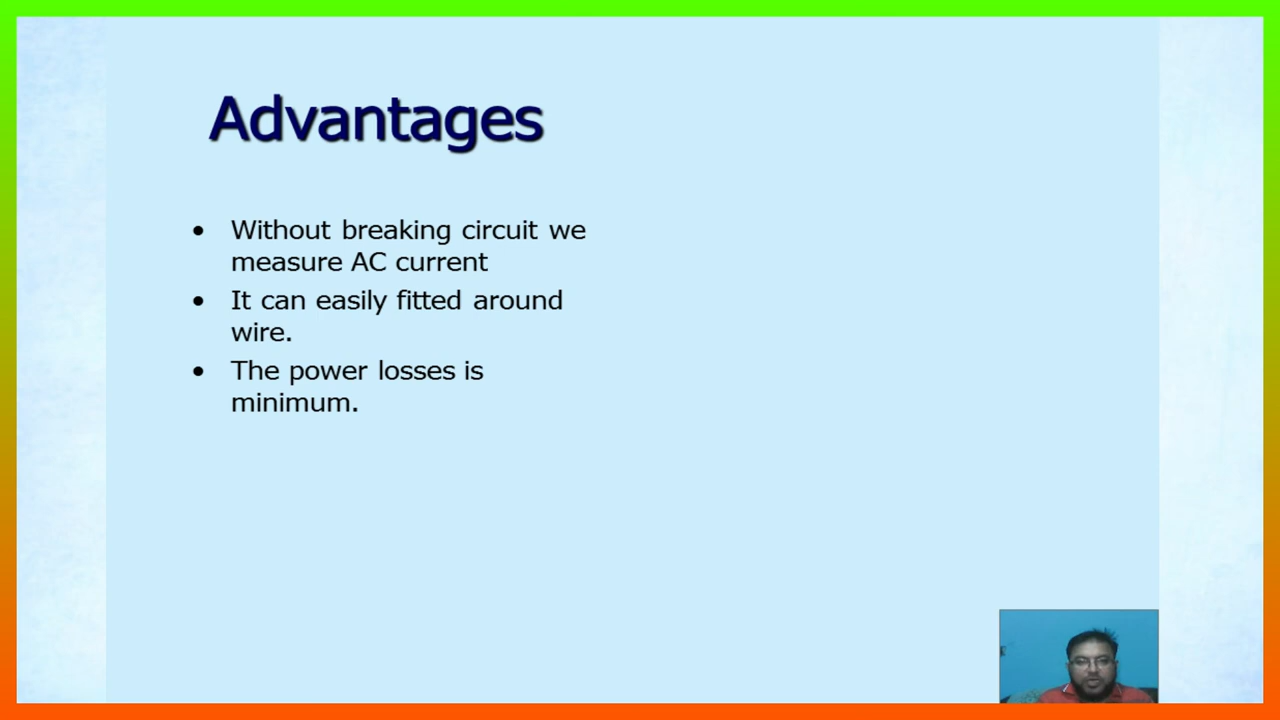 Advantages
• Without breaking circuit we
measure AC current
• It can easily fitted around
wire.
• The power losses is
minimum.